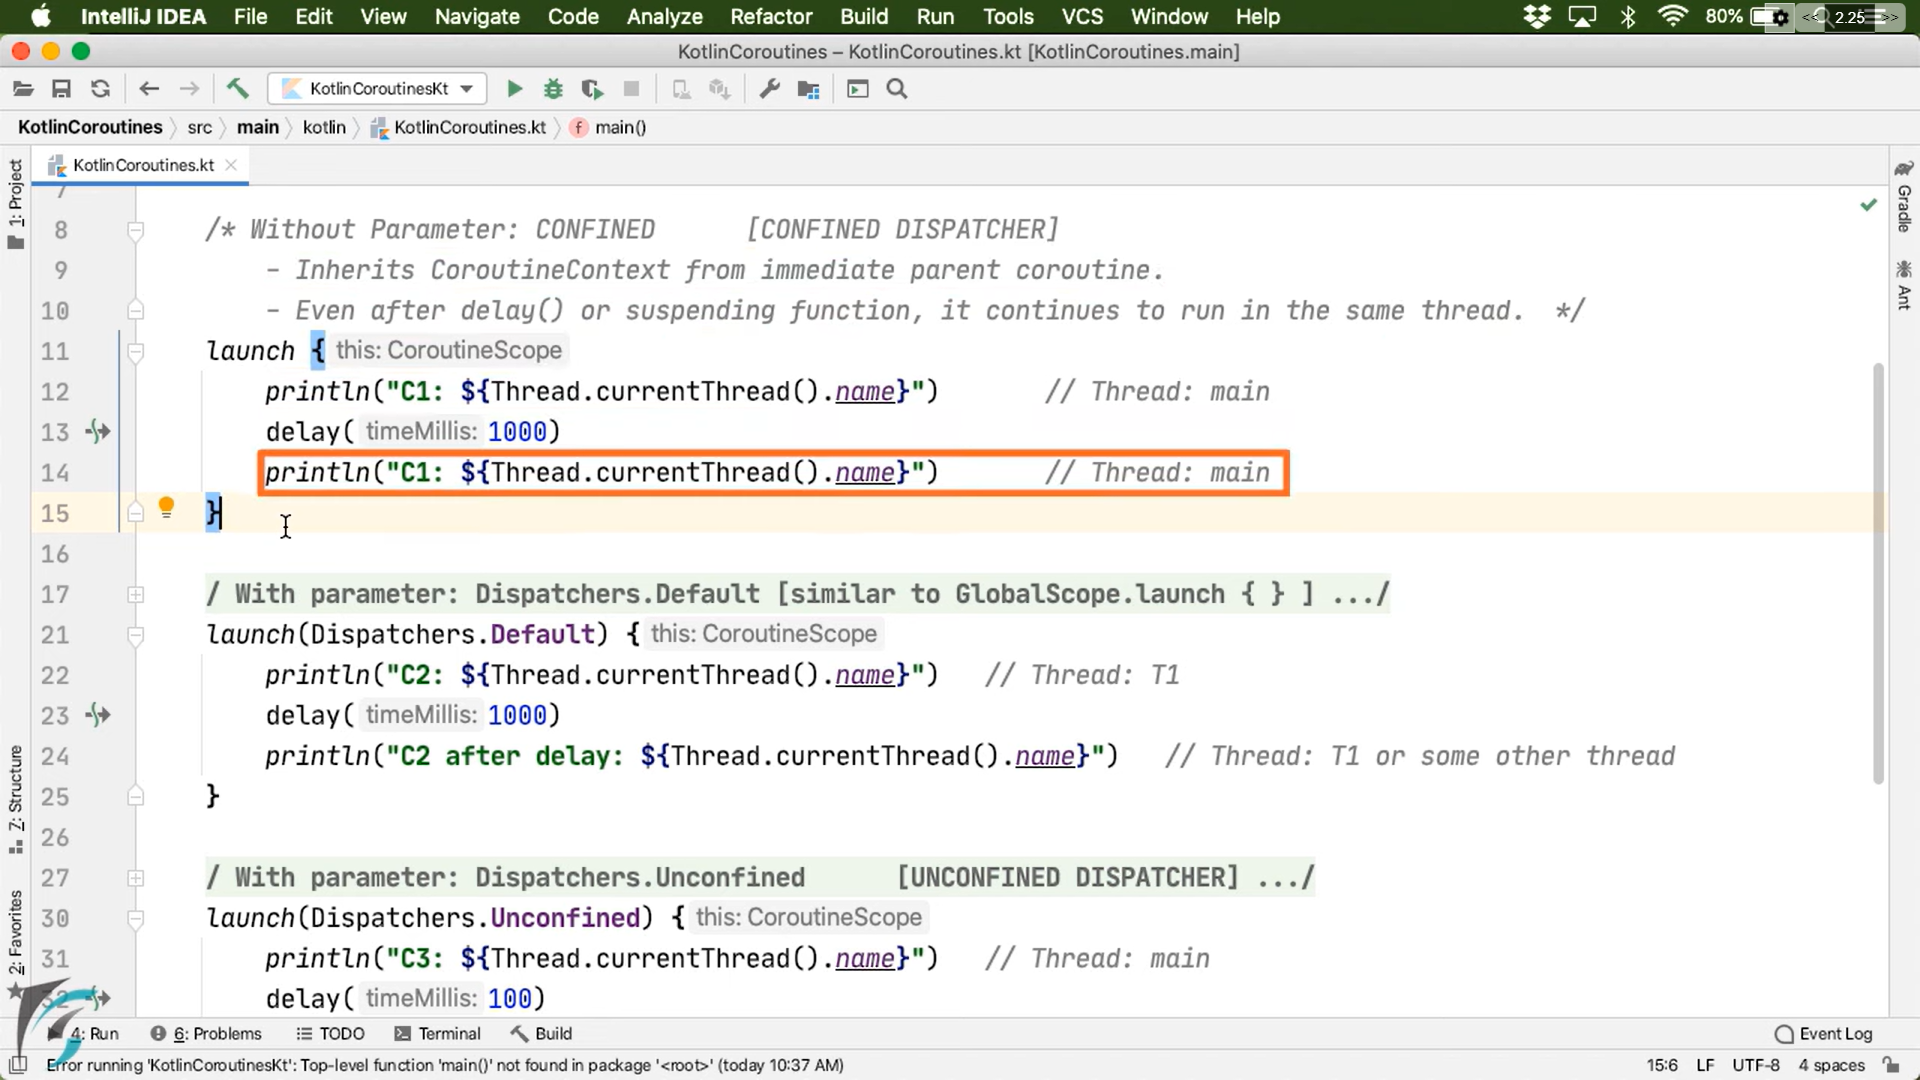 IntelliJ IDEA File Edit View Navigate Code Analyze Refactor Build Run Tools VCS Window Help 80% << 2.25 >>
KotlinCoroutines – KotlinCoroutines.kt [KotlinCoroutines.main]
KotlinCoroutinesKt
KotlinCoroutines src main kotlin KotlinCoroutines.kt f main()
KotlinCoroutines.kt
1: Project
Gradle
Ant
7
8 /* Without Parameter: CONFINED [CONFINED DISPATCHER]
9 - Inherits CoroutineContext from immediate parent coroutine.
10 - Even after delay() or suspending function, it continues to run in the same thread. */
11 launch { this: CoroutineScope
12 println("C1: ${Thread.currentThread().name}") // Thread: main
13 delay( timeMillis: 1000)
14 println("C1: ${Thread.currentThread().name}") // Thread: main
15 }
16
17 / With parameter: Dispatchers.Default [similar to GlobalScope.launch { } ] .../
21 launch(Dispatchers.Default) { this: CoroutineScope
22 println("C2: ${Thread.currentThread().name}") // Thread: T1
23 delay( timeMillis: 1000)
24 println("C2 after delay: ${Thread.currentThread().name}") // Thread: T1 or some other thread
25 }
26
27 / With parameter: Dispatchers.Unconfined [UNCONFINED DISPATCHER] .../
30 launch(Dispatchers.Unconfined) { this: CoroutineScope
31 println("C3: ${Thread.currentThread().name}") // Thread: main
32 delay( timeMillis: 100)
7: Structure
2: Favorites
4: Run 6: Problems TODO Terminal Build Event Log
Error running 'KotlinCoroutinesKt': Top-level function 'main()' not found in package '<root>' (today 10:37 AM) 15:6 LF UTF-8 4 spaces